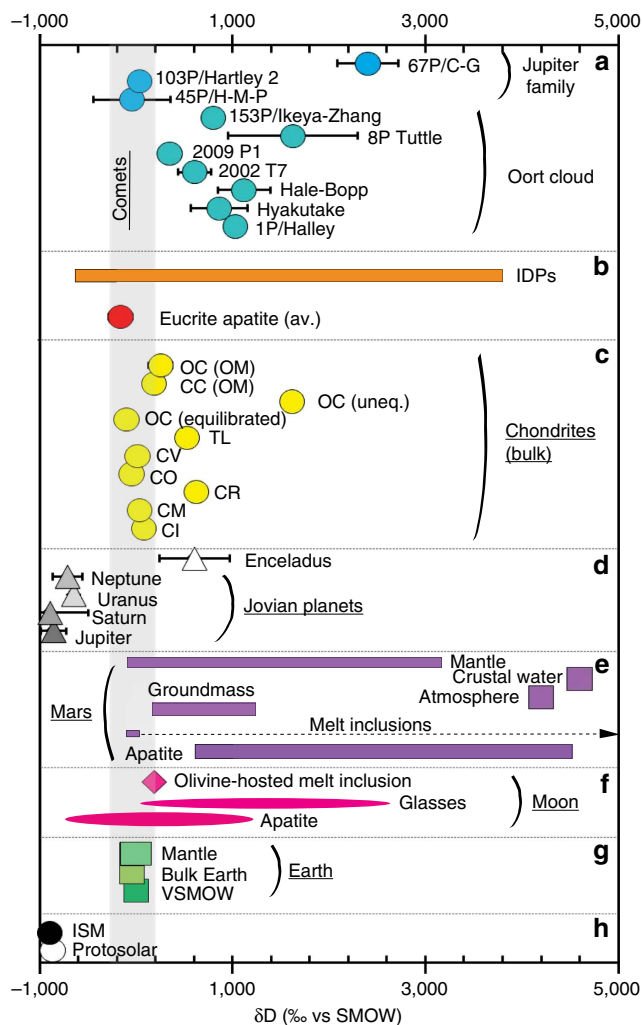 −1,000 1,000 3,000 5,000
a
67P/C-G
Jupiter
family
103P/Hartley 2
45P/H-M-P
153P/Ikeya-Zhang
8P Tuttle
2009 P1
2002 T7
Oort cloud
Comets
Hale-Bopp
Hyakutake
1P/Halley
b
IDPs
Eucrite apatite (av.)
c
OC (OM)
CC (OM)
OC (uneq.)
OC (equilibrated)
TL
Chondrites
(bulk)
CV
CO
CR
CM
CI
d
Enceladus
Neptune
Uranus
Jovian planets
Saturn
Jupiter
e
Mantle
Crustal water
Groundmass
Atmosphere
Mars
Melt inclusions
Apatite
f
Olivine-hosted melt inclusion
Glasses
Moon
Apatite
g
Mantle
Bulk Earth
Earth
VSMOW
h
ISM
Protosolar
−1,000 1,000 3,000 5,000
δD (‰ vs SMOW)